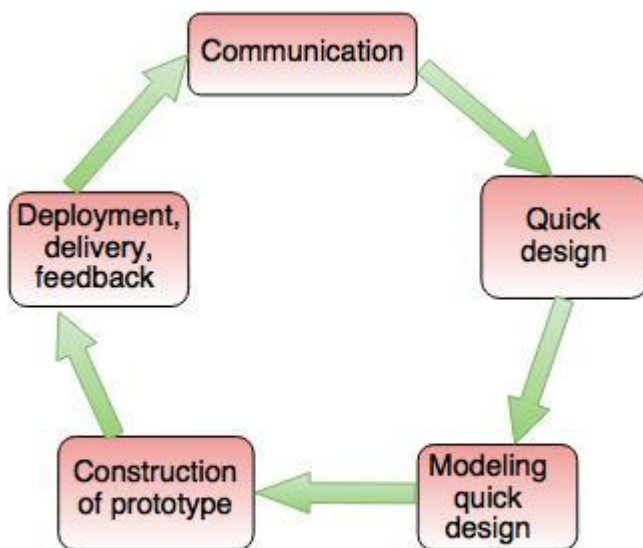 Communication
Quick
design
Modeling
quick
design
Construction
of prototype
Deployment,
delivery,
feedback